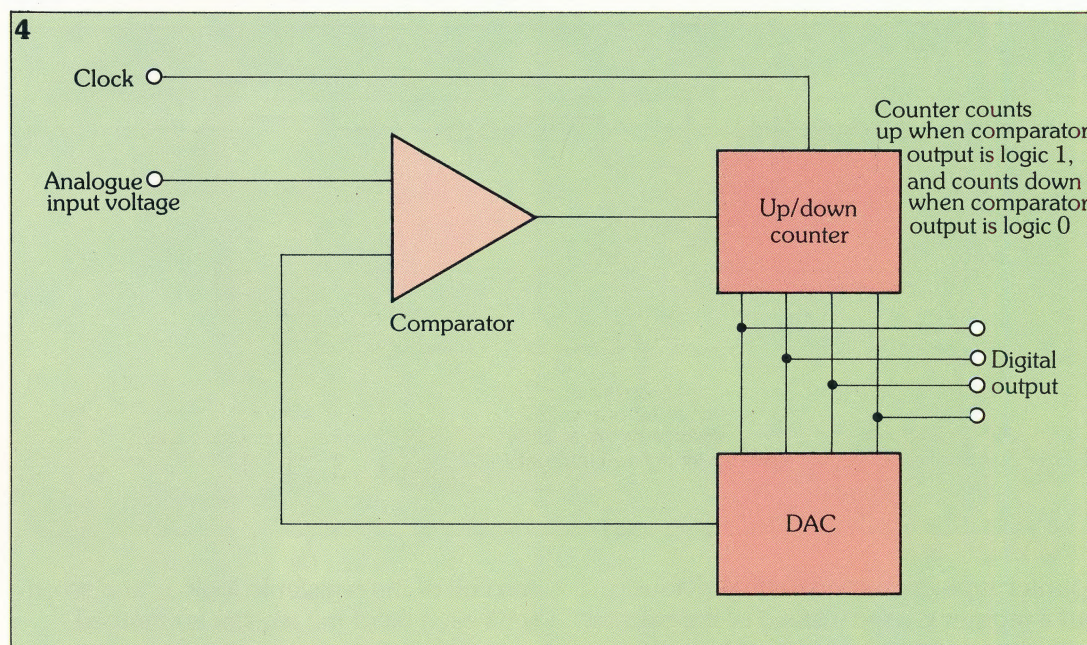 4
Clock
Analogue
input voltage
Comparator
Up/down
counter
Counter counts
up when comparator
output is logic 1,
and counts down
when comparator
output is logic 0
Digital
output
DAC